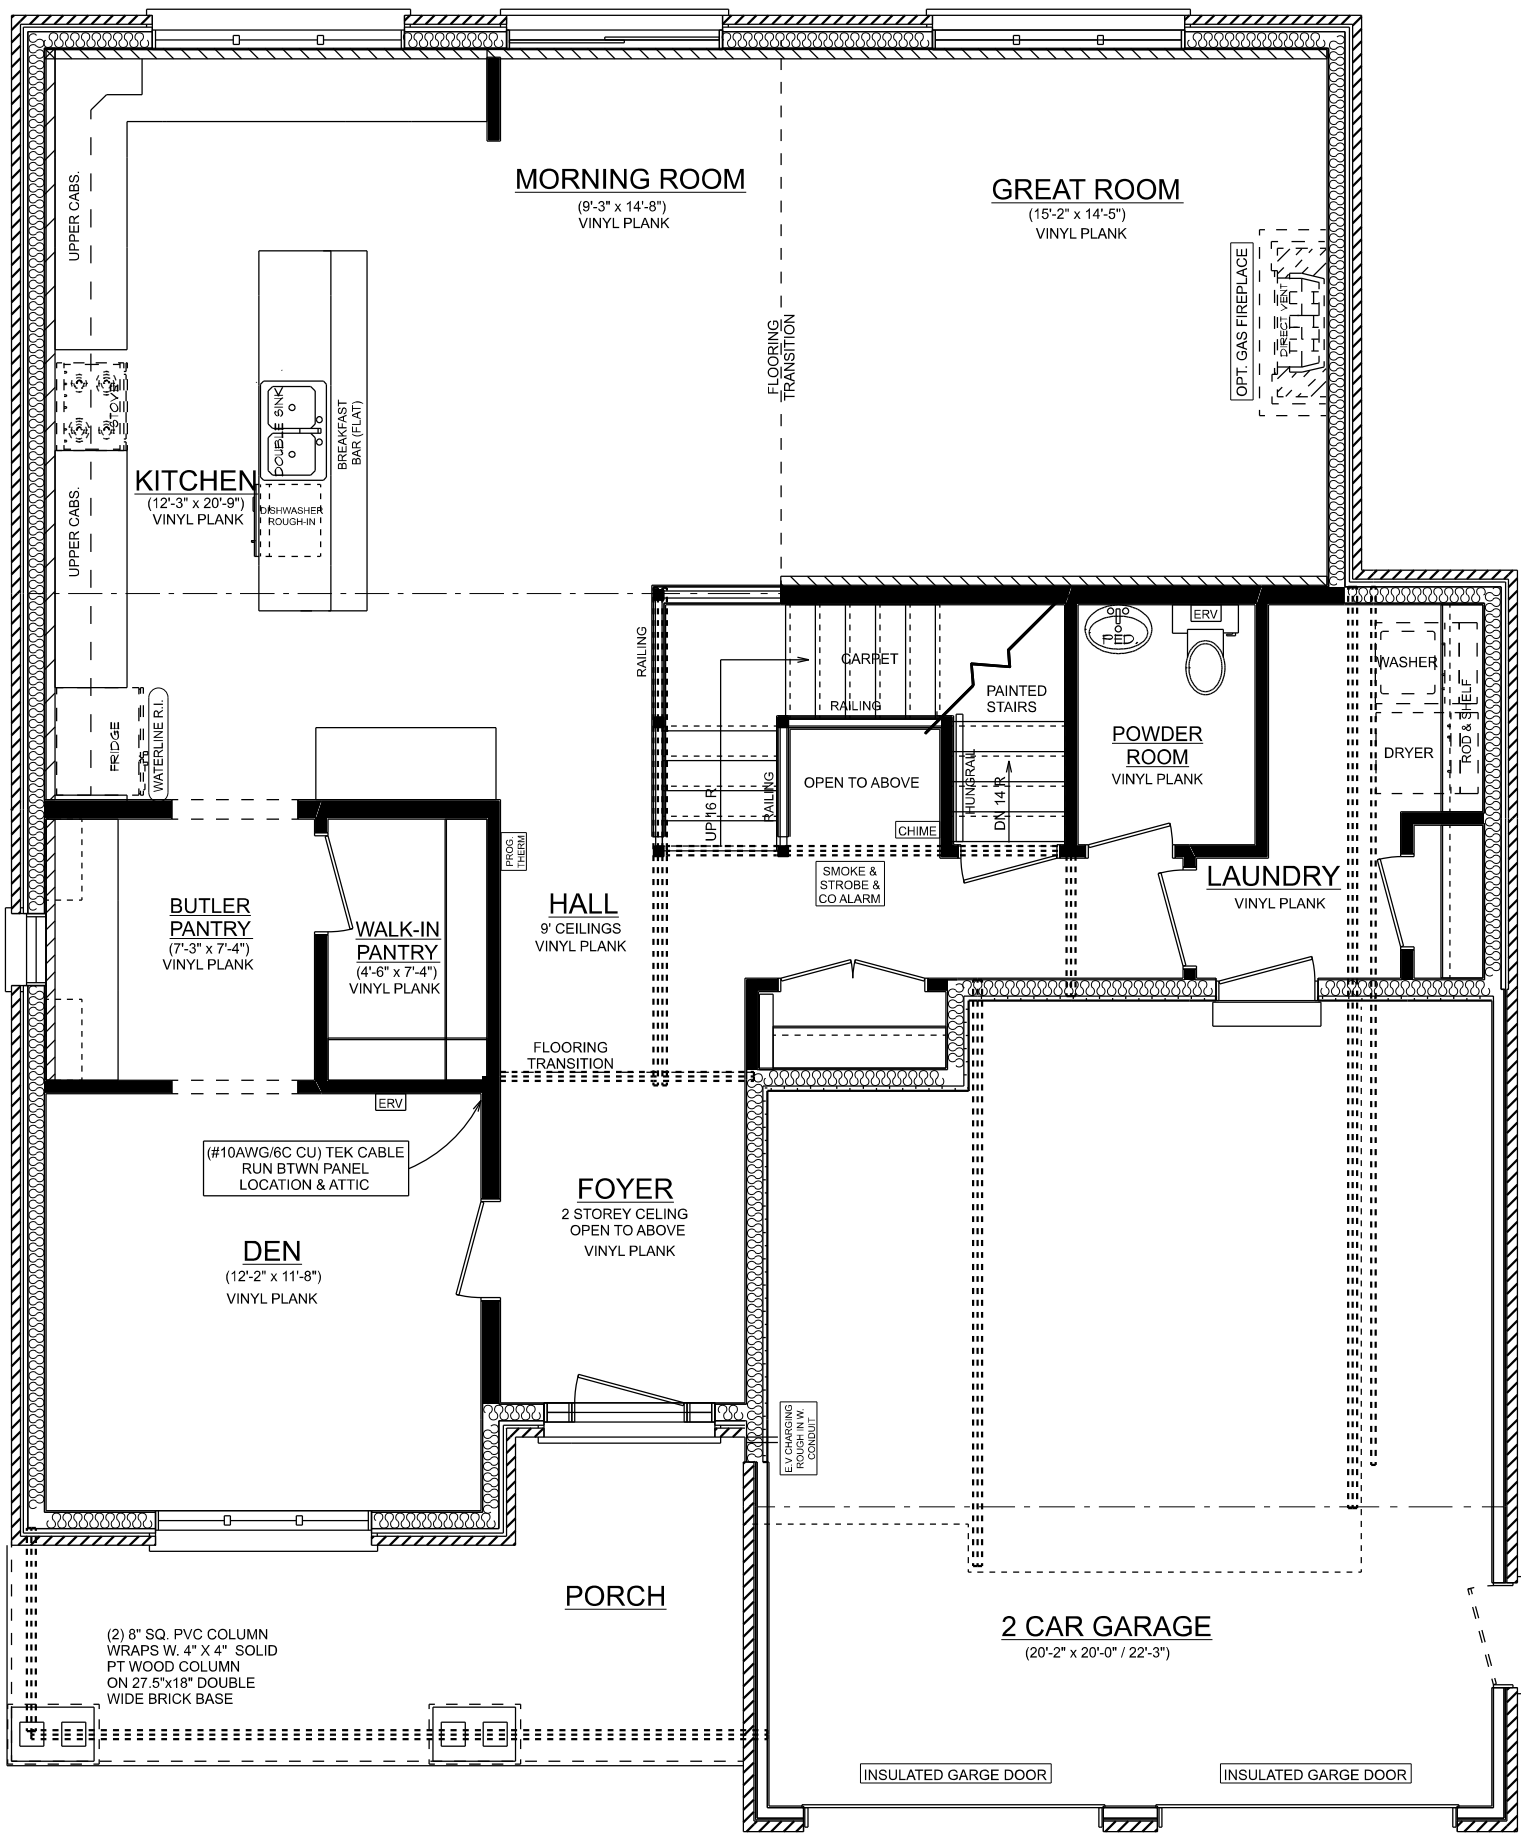 MORNING ROOM
(9'-3" x 14'-8")
VINYL PLANK
GREAT ROOM
(15'-2" x 14'-5")
VINYL PLANK
UPPER CABS.
OPT. GAS FIREPLACE
DIRECT VENT
FLOORING
TRANSITION
STOVE
DOUBLE SINK
BREAKFAST
BAR (FLAT)
KITCHEN
(12'-3" x 20'-9")
VINYL PLANK
DISHWASHER
ROUGH-IN
UPPER CABS.
RAILING
CARPET
RAILING
PAINTED
STAIRS
PED.
ERV
WASHER
ROD & SHELF
DRYER
FRIDGE
WATERLINE R.I.
POWDER
ROOM
VINYL PLANK
OPEN TO ABOVE
UP 16 R
RAILING
HUNGRAIL
DN 14 R
CHIME
PROG.
THERM
SMOKE &
STROBE &
CO ALARM
LAUNDRY
VINYL PLANK
BUTLER
PANTRY
(7'-3" x 7'-4")
VINYL PLANK
WALK-IN
PANTRY
(4'-6" x 7'-4")
VINYL PLANK
HALL
9' CEILINGS
VINYL PLANK
FLOORING
TRANSITION
ERV
(#10AWG/6C CU) TEK CABLE
RUN BTWN PANEL
LOCATION & ATTIC
FOYER
2 STOREY CELING
OPEN TO ABOVE
VINYL PLANK
DEN
(12'-2" x 11'-8")
VINYL PLANK
E.V CHARGING
ROUGH IN W.
CONDUIT
PORCH
(2) 8" SQ. PVC COLUMN
WRAPS W. 4" X 4" SOLID
PT WOOD COLUMN
ON 27.5"x18" DOUBLE
WIDE BRICK BASE
2 CAR GARAGE
(20'-2" x 20'-0" / 22'-3")
INSULATED GARGE DOOR
INSULATED GARGE DOOR